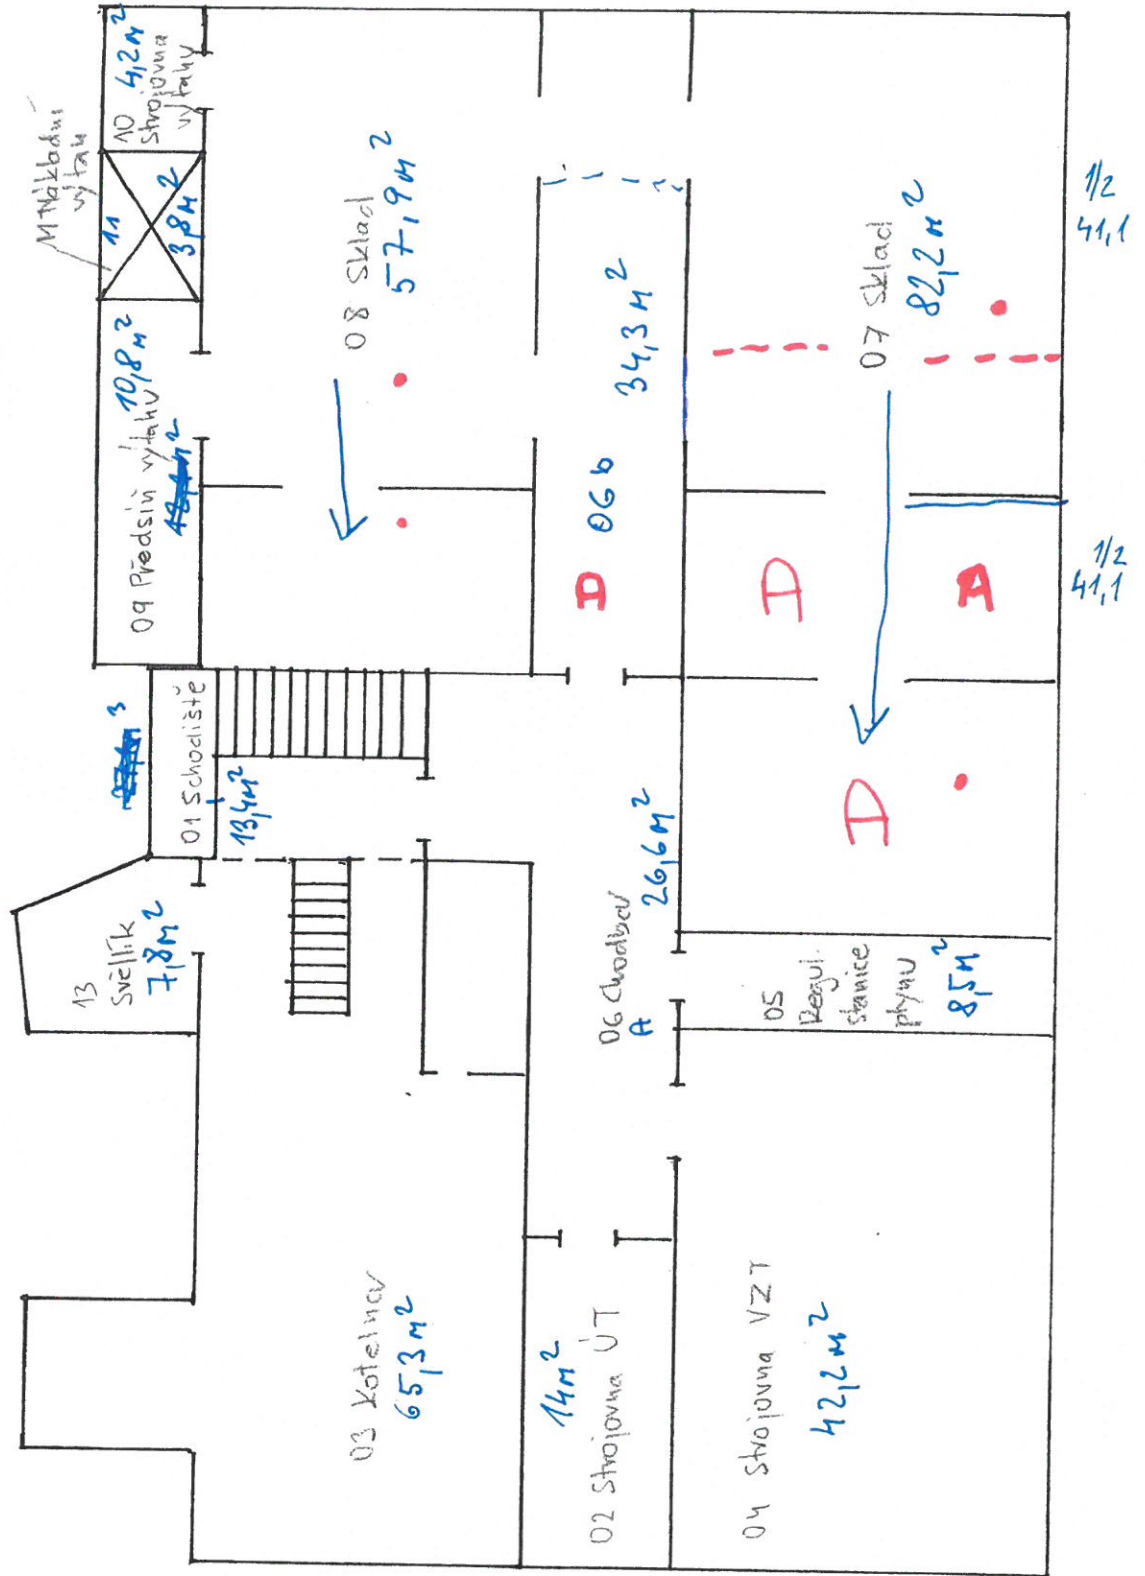 10 4,2m²
Strojovna
výtahu
Nákladní
výtah
11
3,8m²
09 Předsíň výtahu 10,8m²
08 Sklad
57,9m²
06b 34,3m²
07 Sklad
82,2m²
1/2
41,1
1/2
41,1
D
D
A
D
01 Schodiště
13,4m²
13
Světlík
7,8m²
06 Chodba
A
26,6m²
05
Regul.
stanice
plynu
8,5m²
03 Kotelna
65,3m²
14m²
02 Strojovna ÚT
04 Strojovna VZT
42,2m²